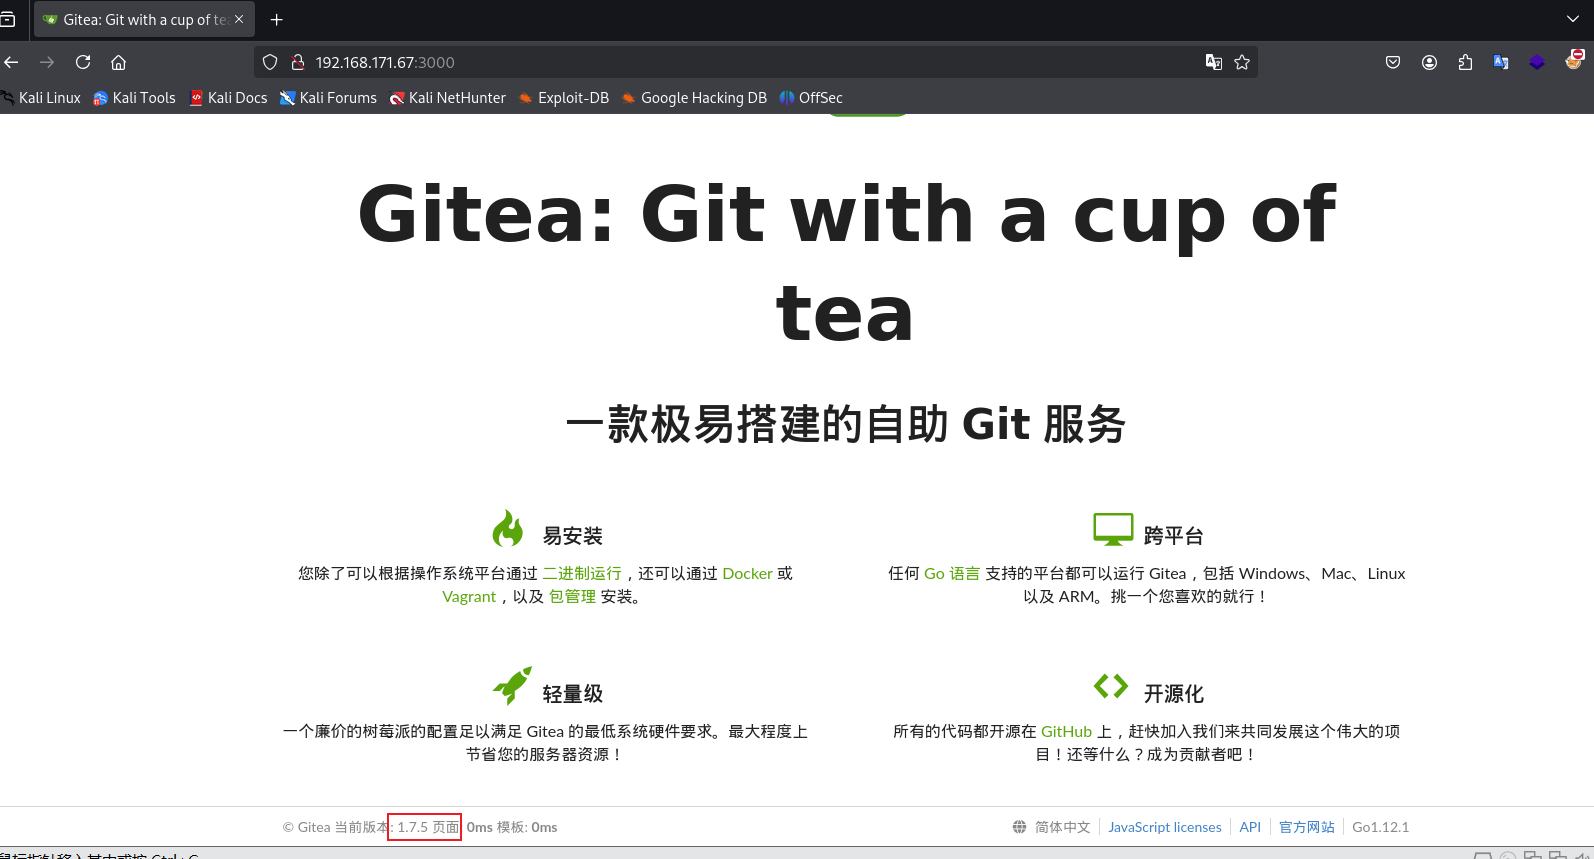 Gitea: Git with a cup of tea
192.168.171.67:3000
Kali Linux Kali Tools Kali Docs Kali Forums Kali NetHunter Exploit-DB Google Hacking DB OffSec
Gitea: Git with a cup of
tea
一款极易搭建的自助 Git 服务
易安装
您除了可以根据操作系统平台通过 二进制运行，还可以通过 Docker 或
Vagrant，以及 包管理 安装。
跨平台
任何 Go 语言 支持的平台都可以运行 Gitea，包括 Windows、Mac、Linux
以及 ARM。挑一个您喜欢的就行！
轻量级
一个廉价的树莓派的配置足以满足 Gitea 的最低系统硬件要求。最大程度上
节省您的服务器资源！
开源化
所有的代码都开源在 GitHub 上，赶快加入我们来共同发展这个伟大的项
目！还等什么？成为贡献者吧！
© Gitea 当前版本: 1.7.5 页面: 0ms 模板: 0ms
简体中文 JavaScript licenses API 官方网站 Go1.12.1